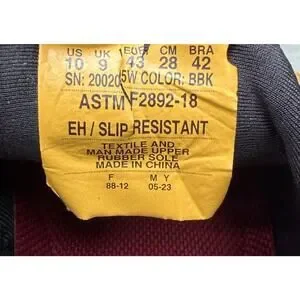 US UK EUR CM BRA
10 9 43 28 42
SN: 20020 5W COLOR; BBK
ASTM F2892-18
EH / SLIP RESISTANT
TEXTILE AND
MAN MADE UPPER
RUBBER SOLE
MADE IN CHINA
F M Y
88-12 05-23